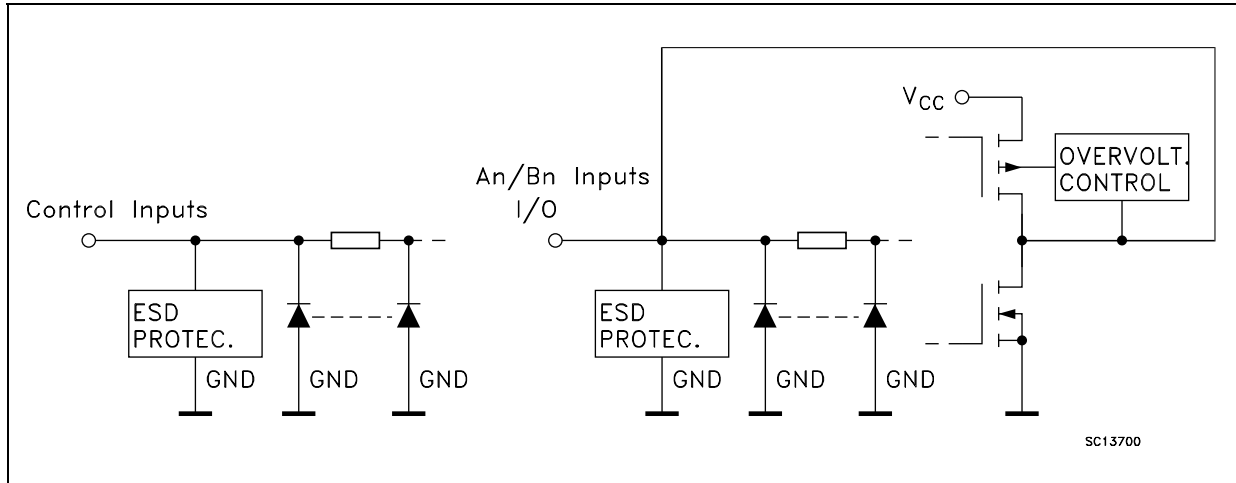 Control Inputs
ESD
PROTEC.
GND
GND
GND
An/Bn Inputs
I/O
ESD
PROTEC.
GND
GND
GND
VCC
OVERVOLT.
CONTROL
SC13700